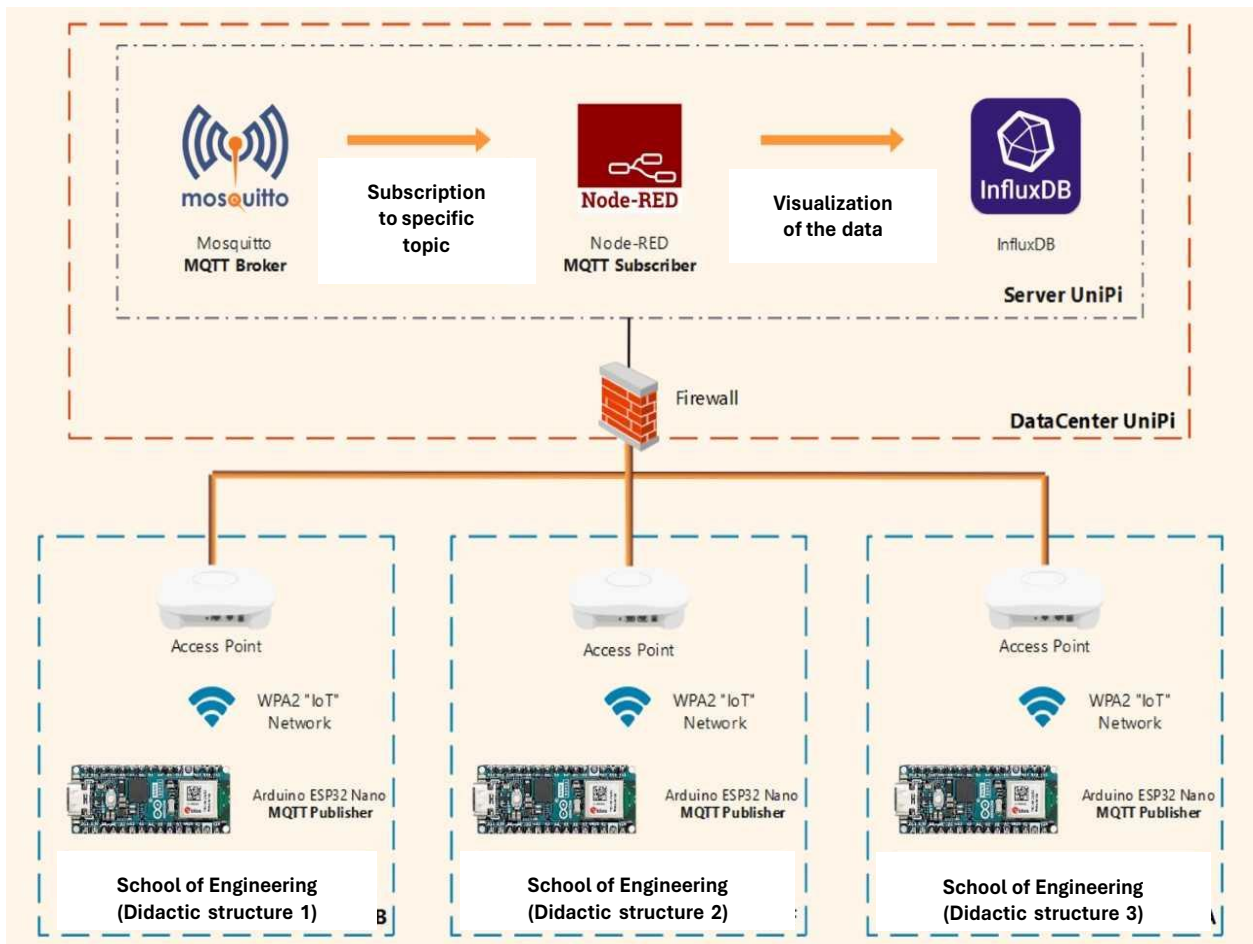 mosquitto
Mosquitto
MQTT Broker
Subscription
to specific
topic
Node-RED
Node-RED
MQTT Subscriber
Visualization
of the data
InfluxDB
InfluxDB
Server UniPi
Firewall
DataCenter UniPi
Access Point
WPA2 "IoT"
Network
Arduino ESP32 Nano
MQTT Publisher
School of Engineering
(Didactic structure 1)
B
Access Point
WPA2 "IoT"
Network
Arduino ESP32 Nano
MQTT Publisher
School of Engineering
(Didactic structure 2)
Access Point
WPA2 "IoT"
Network
Arduino ESP32 Nano
MQTT Publisher
School of Engineering
(Didactic structure 3)